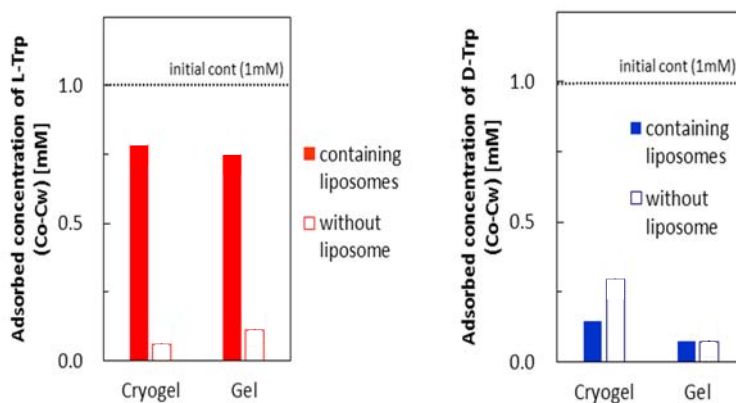 Adsorbed concentration of L-Trp
(Co-Cw) [mM]
initial cont (1mM)
1.0
0.5
0.0
Cryogel
Gel
containing
liposomes
without
liposome
Adsorbed concentration of D-Trp
(Co-Cw) [mM]
initial cont (1mM)
1.0
0.5
0.0
Cryogel
Gel
containing
liposomes
without
liposome